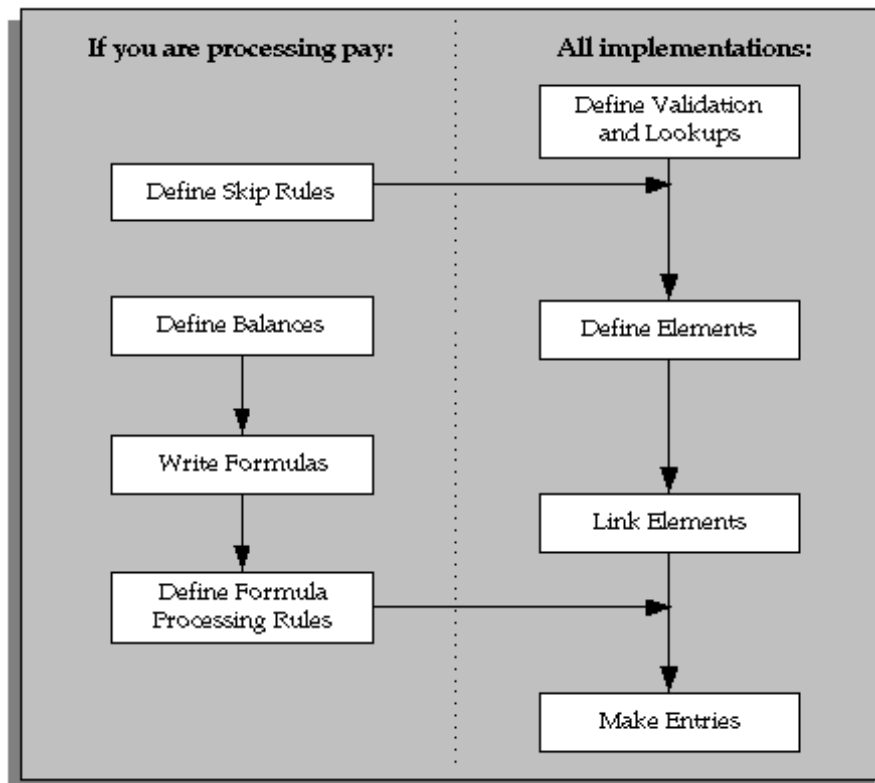 If you are processing pay:
All implementations:
Define Validation
and Lookups
Define Skip Rules
Define Balances
Define Elements
Write Formulas
Link Elements
Define Formula
Processing Rules
Make Entries